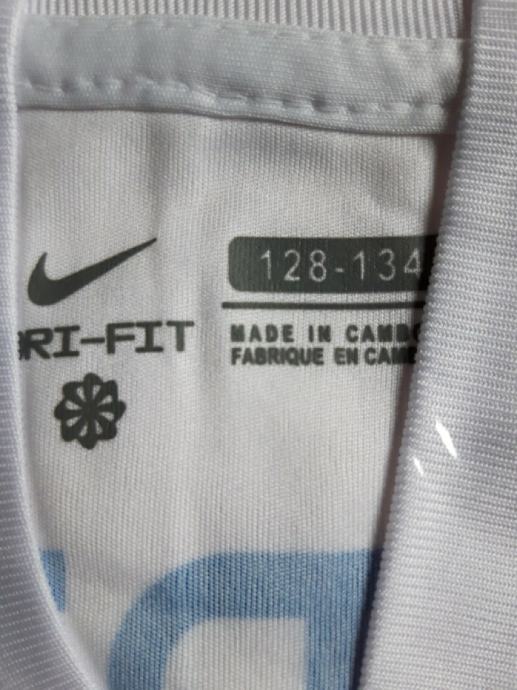 128-134
RI-FIT
MADE IN CAMBO
FABRIQUE EN CAMB